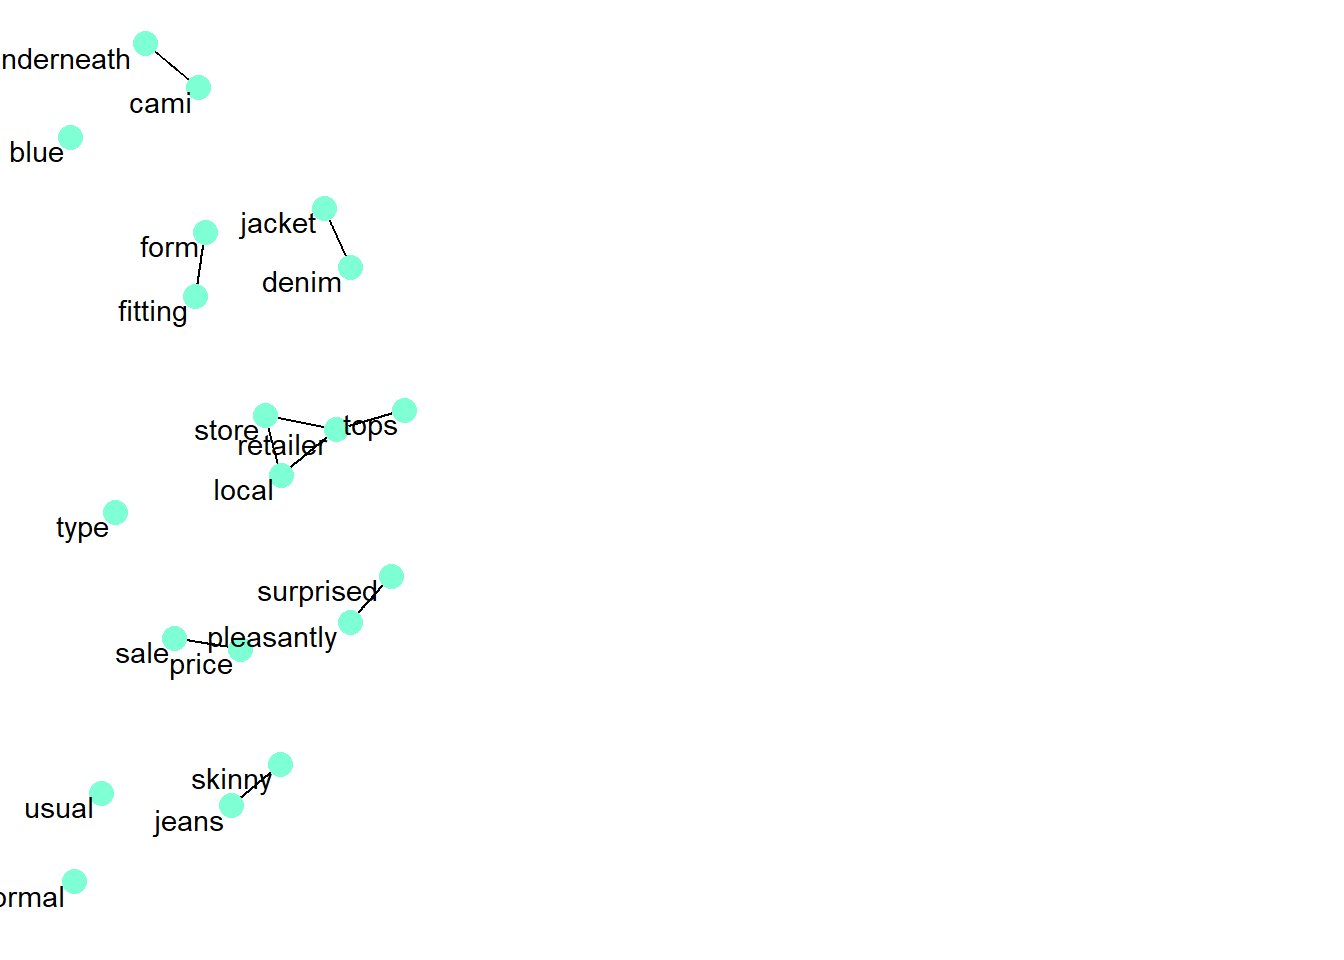 nderneath
cami
blue
jacket
form
denim
fitting
tops
store
retailer
local
type
surprised
pleasantly
sale
price
skinny
usual
jeans
ormal